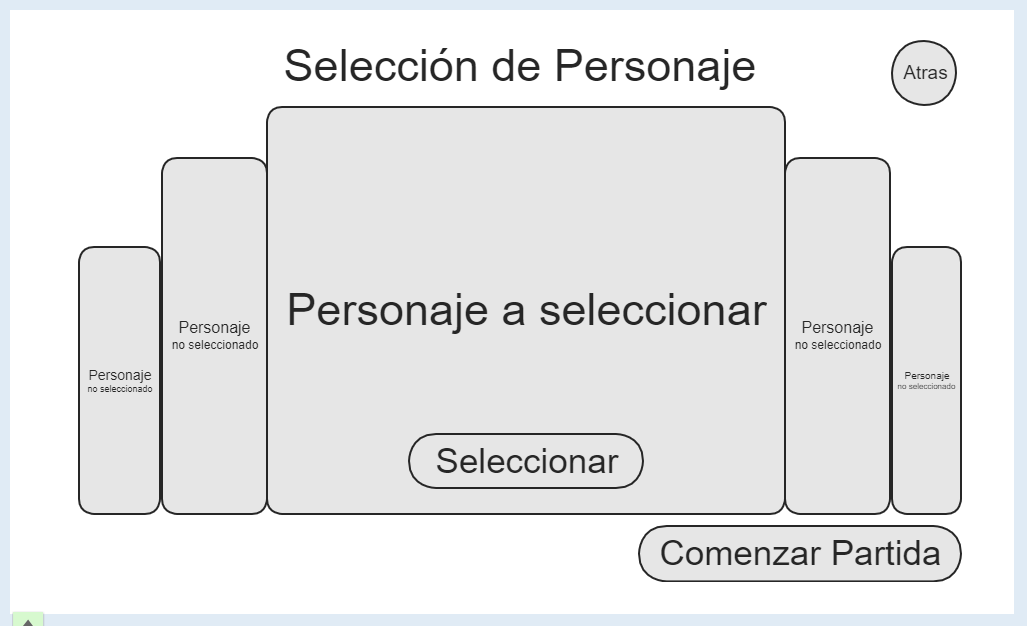 Selección de Personaje
Atras
Personaje
no seleccionado
Personaje
no seleccionado
Personaje a seleccionar
Seleccionar
Personaje
no seleccionado
Personaje
no seleccionado
Comenzar Partida